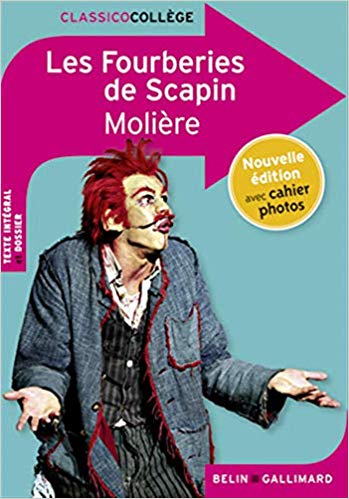 CLASSICOCOLLÈGE
Les Fourberies
de Scapin
Molière
Nouvelle
édition
avec cahier
photos
TEXTE INTÉGRAL
et DOSSIER
BELIN GALLIMARD